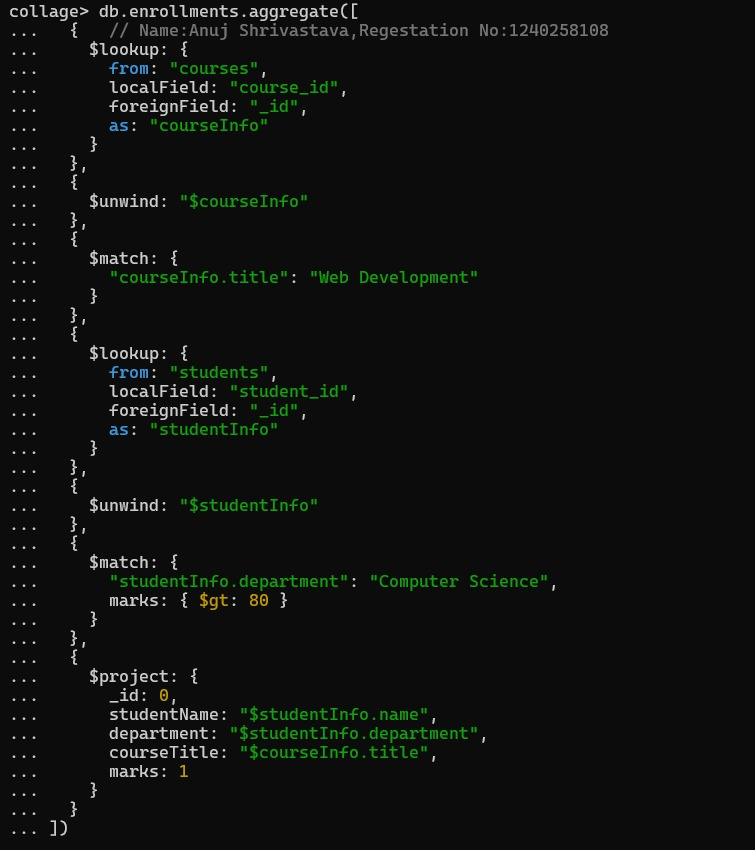 collage> db.enrollments.aggregate([
...   {   // Name:Anuj Shrivastava,Regestation No:1240258108
...     $lookup: {
...       from: "courses",
...       localField: "course_id",
...       foreignField: "_id",
...       as: "courseInfo"
...     }
...   },
...   {
...     $unwind: "$courseInfo"
...   },
...   {
...     $match: {
...       "courseInfo.title": "Web Development"
...     }
...   },
...   {
...     $lookup: {
...       from: "students",
...       localField: "student_id",
...       foreignField: "_id",
...       as: "studentInfo"
...     }
...   },
...   {
...     $unwind: "$studentInfo"
...   },
...   {
...     $match: {
...       "studentInfo.department": "Computer Science",
...       marks: { $gt: 80 }
...     }
...   },
...   {
...     $project: {
...       _id: 0,
...       studentName: "$studentInfo.name",
...       department: "$studentInfo.department",
...       courseTitle: "$courseInfo.title",
...       marks: 1
...     }
...   }
... ])